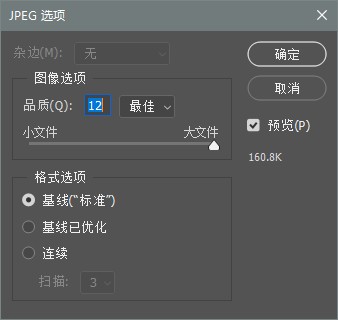 JPEG 选项
杂边(M): 无
确定
图像选项
取消
品质(Q): 12 最佳
预览(P)
小文件 大文件
160.8K
格式选项
基线(“标准”)
基线已优化
连续
扫描: 3